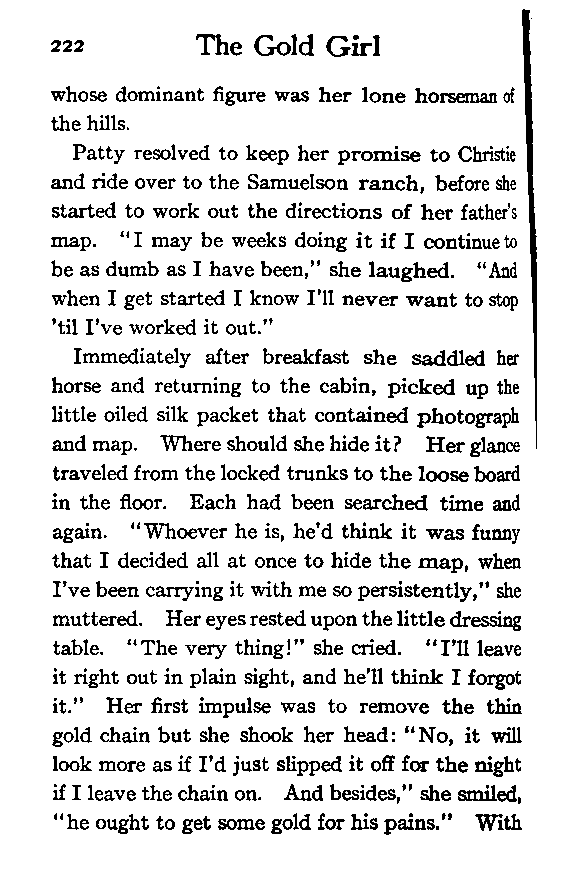 222 The Gold Girl
whose dominant figure was her lone horseman of
the hills.
Patty resolved to keep her promise to Christie
and ride over to the Samuelson ranch, before she
started to work out the directions of her father's
map. "I may be weeks doing it if I continue to
be as dumb as I have been," she laughed. "And
when I get started I know I'll never want to stop
'til I've worked it out."
Immediately after breakfast she saddled her
horse and returning to the cabin, picked up the
little oiled silk packet that contained photograph
and map. Where should she hide it? Her glance
traveled from the locked trunks to the loose board
in the floor. Each had been searched time and
again. "Whoever he is, he'd think it was funny
that I decided all at once to hide the map, when
I've been carrying it with me so persistently," she
muttered. Her eyes rested upon the little dressing
table. "The very thing!" she cried. "I'll leave
it right out in plain sight, and he'll think I forgot
it." Her first impulse was to remove the thin
gold chain but she shook her head: "No, it will
look more as if I'd just slipped it off for the night
if I leave the chain on. And besides," she smiled,
"he ought to get some gold for his pains." With